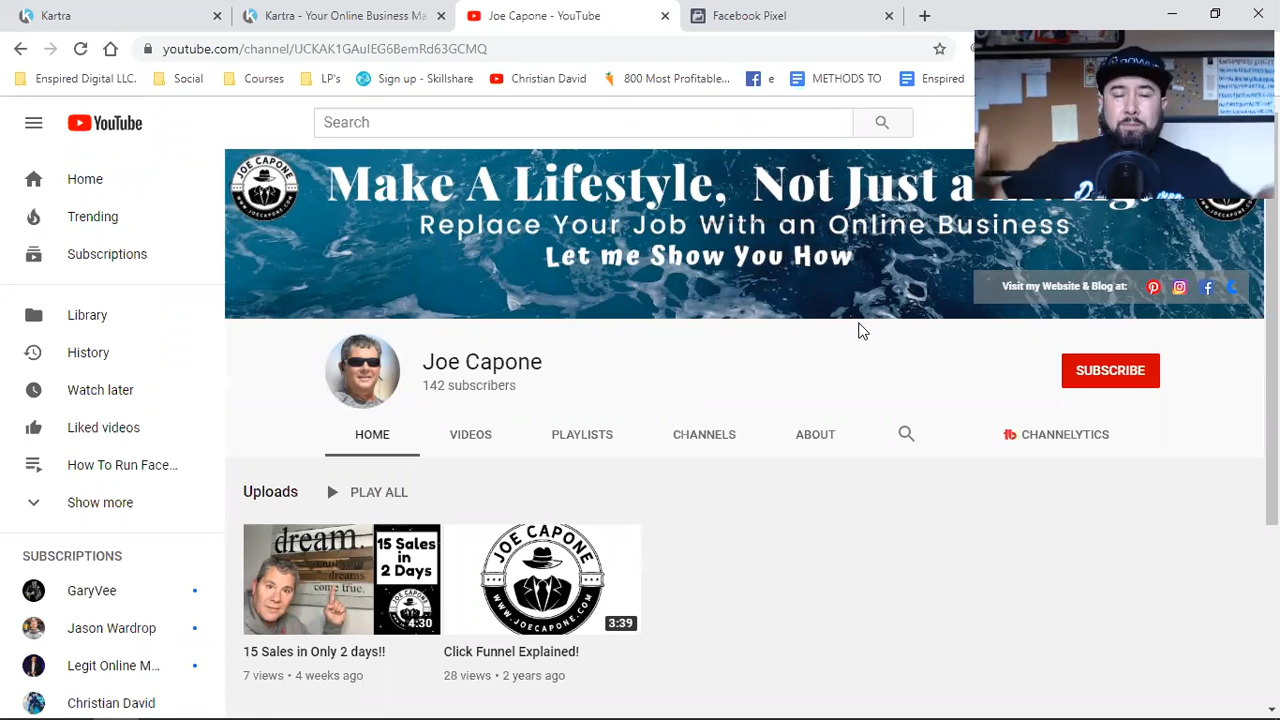 Kartra
Kartra - Your Online Business Ma
Joe Capone - YouTube
Facebook Pixel
Enspired Digital LLC.
Social
Courses
LP's
Sign up - Skillshare
800 Most Profitable...
METHODS TO
Enspired
YouTube
Search
Home
Trending
Subscriptions
Library
History
Watch later
Liked videos
How To Run Face...
Show more
SUBSCRIPTIONS
GaryVee
Jason Wardrop
Legit Online M...
Christian David
JOE CAPONE
Make A Lifestyle, Not Just a
Replace Your Job With an Online Business
Let me Show You How
Visit my Website & Blog at:
Joe Capone
142 subscribers
SUBSCRIBE
HOME
VIDEOS
PLAYLISTS
CHANNELS
ABOUT
CHANNELYTICS
Uploads
PLAY ALL
dream.
dreams
come true.
15 Sales
in
2 Days
4:30
JOE CAPONE
WWW.JOECAPONE.COM
3:39
15 Sales in Only 2 days!!
7 views • 4 weeks ago
Click Funnel Explained!
28 views • 2 years ago